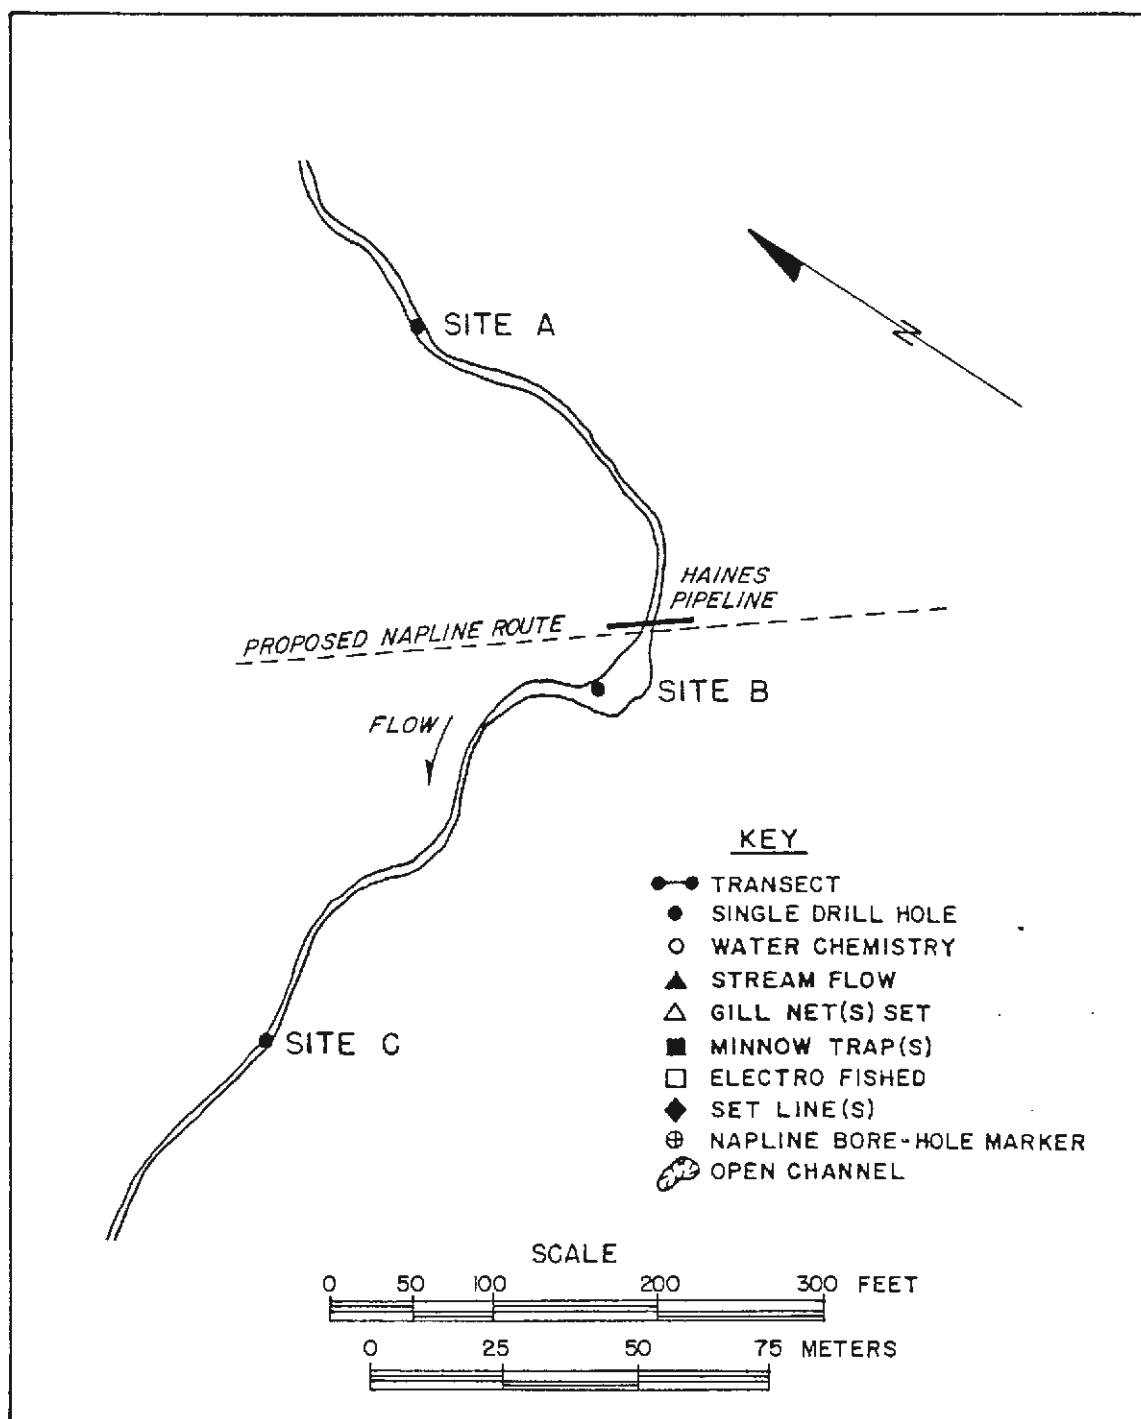 SITE A
N
HAINES
PIPELINE
PROPOSED NAPLINE ROUTE
SITE B
FLOW
KEY
TRANSECT
SINGLE DRILL HOLE
WATER CHEMISTRY
STREAM FLOW
GILL NET(S) SET
MINNOW TRAP(S)
ELECTRO FISHED
SET LINE(S)
NAPLINE BORE-HOLE MARKER
OPEN CHANNEL
SITE C
SCALE
0 50 100 200 300 FEET
0 25 50 75 METERS